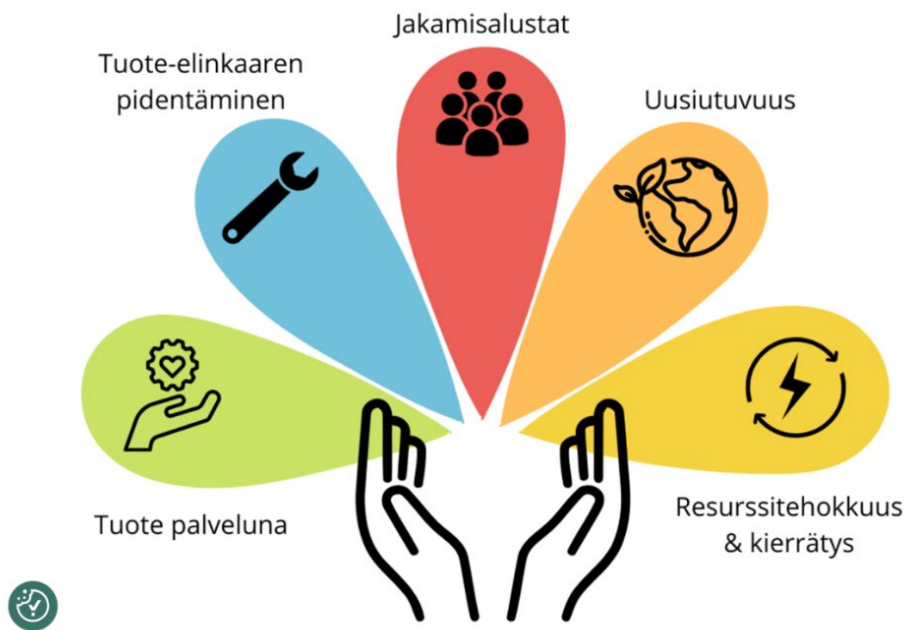 Jakamisalustat
Tuote-elinkaaren
pidentäminen
Uusiutuvuus
Tuote palveluna
Resurssitehokkuus
& kierrätys